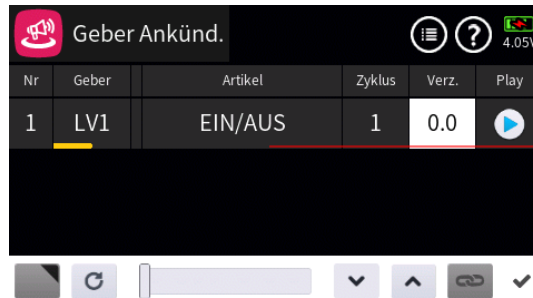 Geber Ankünd.
4.05V
Nr Geber Artikel Zyklus Verz. Play
1 LV1 EIN/AUS 1 0.0